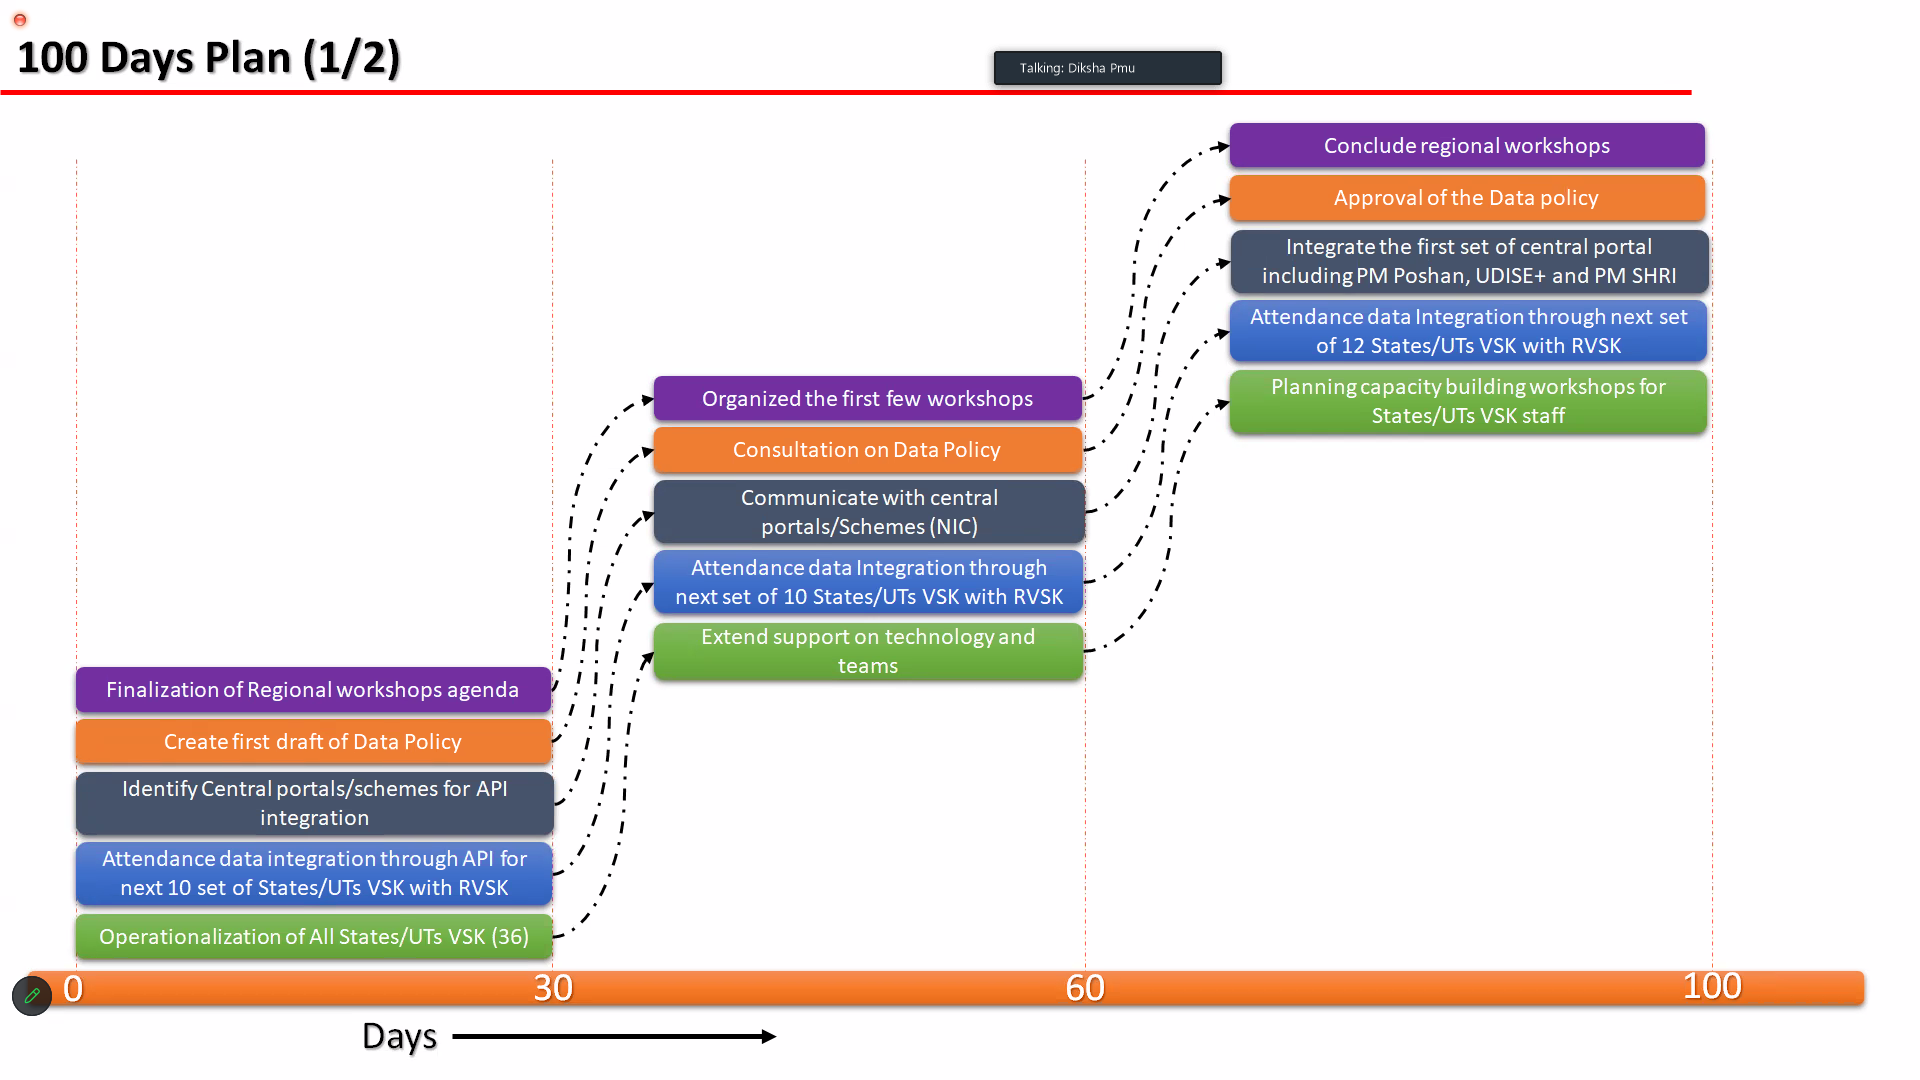 100 Days Plan (1/2)
Talking: Diksha Pmu
Conclude regional workshops
Approval of the Data policy
Integrate the first set of central portal
including PM Poshan, UDISE+ and PM SHRI
Attendance data Integration through next set
of 12 States/UTs VSK with RVSK
Planning capacity building workshops for
States/UTs VSK staff
Organized the first few workshops
Consultation on Data Policy
Communicate with central
portals/Schemes (NIC)
Attendance data Integration through
next set of 10 States/UTs VSK with RVSK
Extend support on technology and
teams
Finalization of Regional workshops agenda
Create first draft of Data Policy
Identify Central portals/schemes for API
integration
Attendance data integration through API for
next 10 set of States/UTs VSK with RVSK
Operationalization of All States/UTs VSK (36)
0 30 60 100
Days